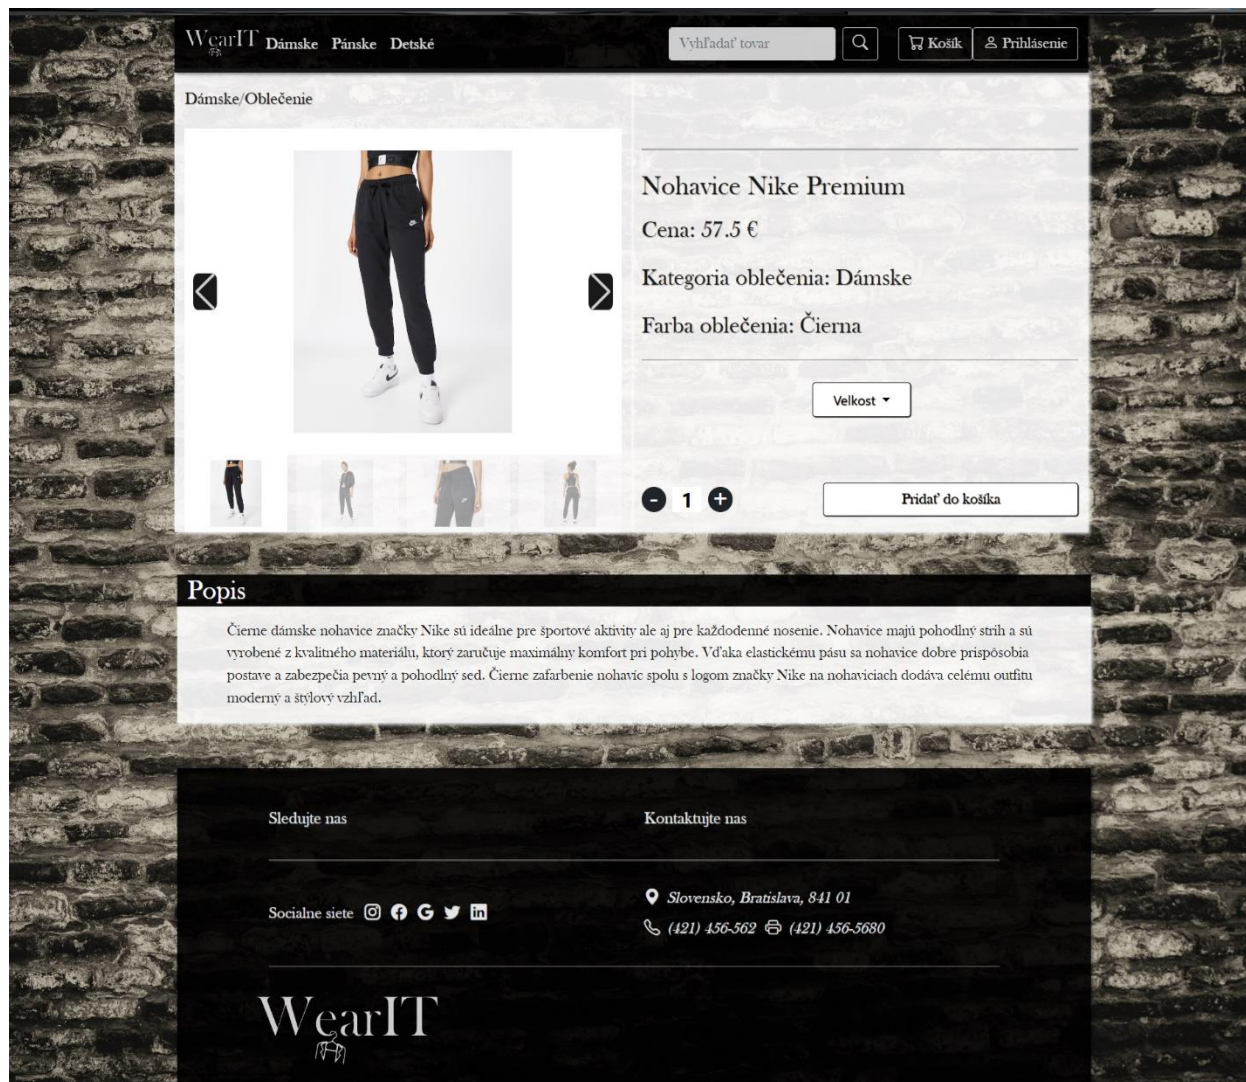 WearIT Dámske Pánske Detské Vyhľadať tovar Košík Prihlásenie
Dámske/Oblečenie
Nohavice Nike Premium
Cena: 57.5 €
Kategoria oblečenia: Dámske
Farba oblečenia: Čierna
Velkost
- 1 +
Pridať do košíka
Popis
Čierne dámske nohavice značky Nike sú ideálne pre športové aktivity ale aj pre každodenné nosenie. Nohavice majú pohodlný strih a sú
vyrobené z kvalitného materiálu, ktorý zaručuje maximálny komfort pri pohybe. Vďaka elastickému pásu sa nohavice dobre prispôsobia
postave a zabezpečia pevný a pohodlný sed. Čierne zafarbenie nohavíc spolu s logom značky Nike na nohaviciach dodáva celému outfitu
moderný a štýlový vzhľad.
Sledujte nas
Kontaktujte nas
Socialne siete
Slovensko, Bratislava, 841 01
(421) 456-562 (421) 456-5680
WearIT